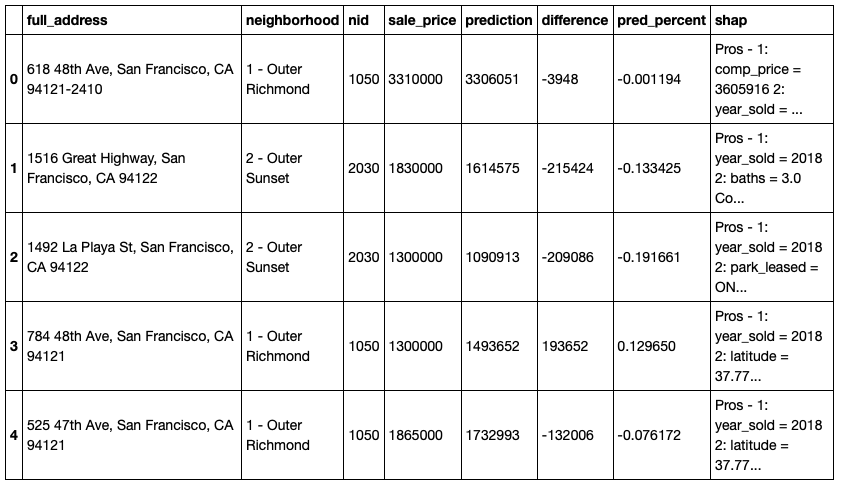 full_address neighborhood nid sale_price prediction difference pred_percent shap
0 618 48th Ave, San Francisco, CA 94121-2410 1 - Outer Richmond 1050 3310000 3306051 -3948 -0.001194 Pros - 1: comp_price = 3605916 2: year_sold = ...
1 1516 Great Highway, San Francisco, CA 94122 2 - Outer Sunset 2030 1830000 1614575 -215424 -0.133425 Pros - 1: year_sold = 2018 2: baths = 3.0 Co...
2 1492 La Playa St, San Francisco, CA 94122 2 - Outer Sunset 2030 1300000 1090913 -209086 -0.191661 Pros - 1: year_sold = 2018 2: park_leased = ON...
3 784 48th Ave, San Francisco, CA 94121 1 - Outer Richmond 1050 1300000 1493652 193652 0.129650 Pros - 1: year_sold = 2018 2: latitude = 37.77...
4 525 47th Ave, San Francisco, CA 94121 1 - Outer Richmond 1050 1865000 1732993 -132006 -0.076172 Pros - 1: year_sold = 2018 2: latitude = 37.77...